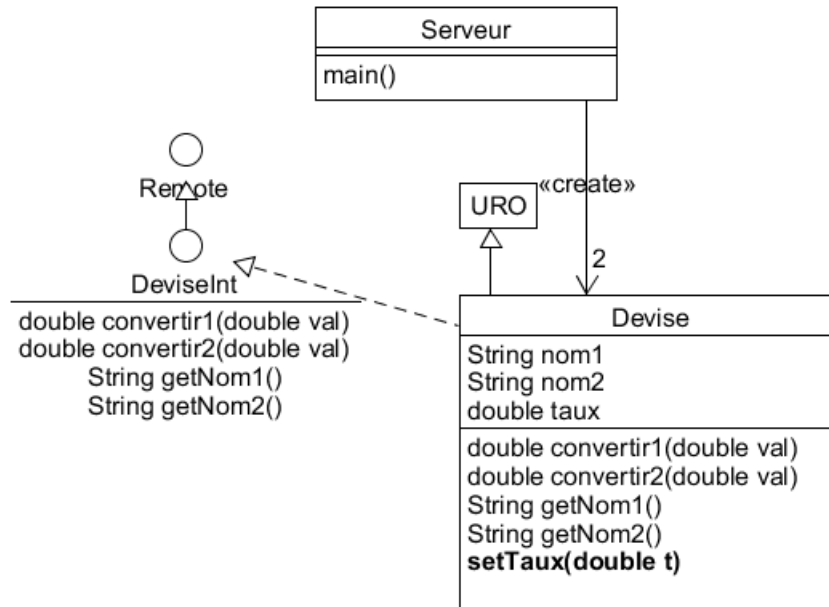 Serveur
main()
Remote
URO
«create»
2
DeviseInt
double convertir1(double val)
double convertir2(double val)
String getNom1()
String getNom2()
Devise
String nom1
String nom2
double taux
double convertir1(double val)
double convertir2(double val)
String getNom1()
String getNom2()
setTaux(double t)